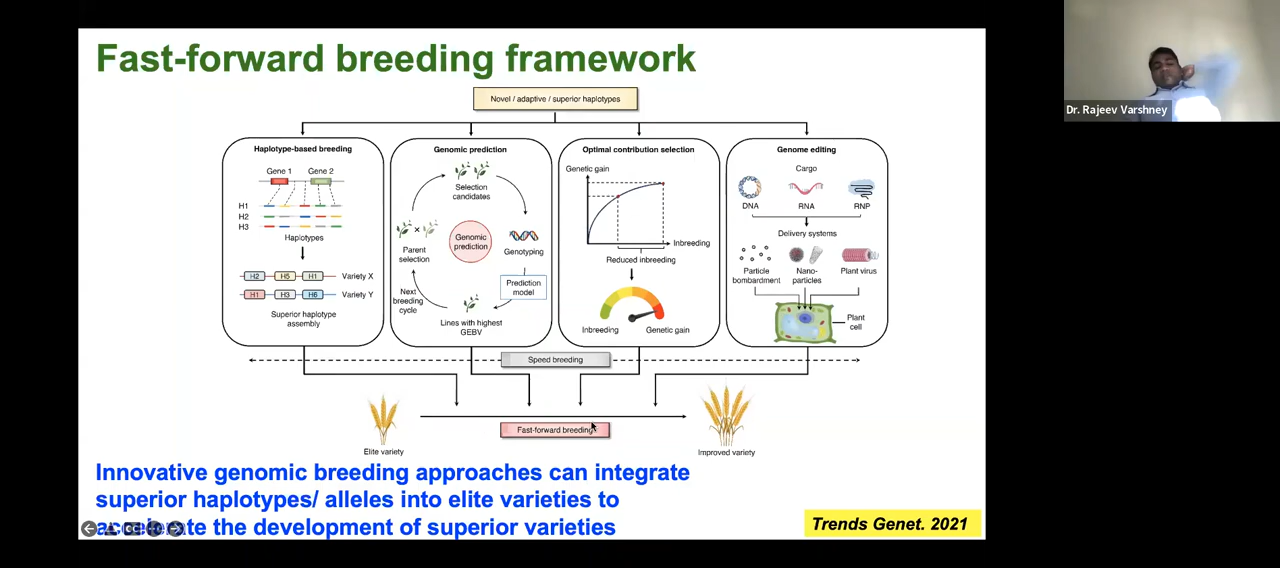 Fast-forward breeding framework
Dr. Rajeev Varshney
Novel / adaptive / superior haplotypes
Haplotype-based breeding
Gene 1
Gene 2
H1
H2
H3
Haplotypes
H2
H5
H1
Variety X
H1
H3
H6
Variety Y
Superior haplotype
assembly
Genomic prediction
Selection
candidates
Parent
selection
Genomic
prediction
Genotyping
Prediction
model
Next
breeding
cycle
Lines with highest
GEBV
Optimal contribution selection
Genetic gain
Inbreeding
Reduced inbreeding
Inbreeding
Genetic gain
Genome editing
Cargo
DNA
RNA
RNP
Delivery systems
Particle
bombardment
Nano-
particles
Plant virus
Plant
cell
Speed breeding
Fast-forward breeding
Elite variety
Improved variety
Innovative genomic breeding approaches can integrate
superior haplotypes/ alleles into elite varieties to
accelerate the development of superior varieties
Trends Genet. 2021